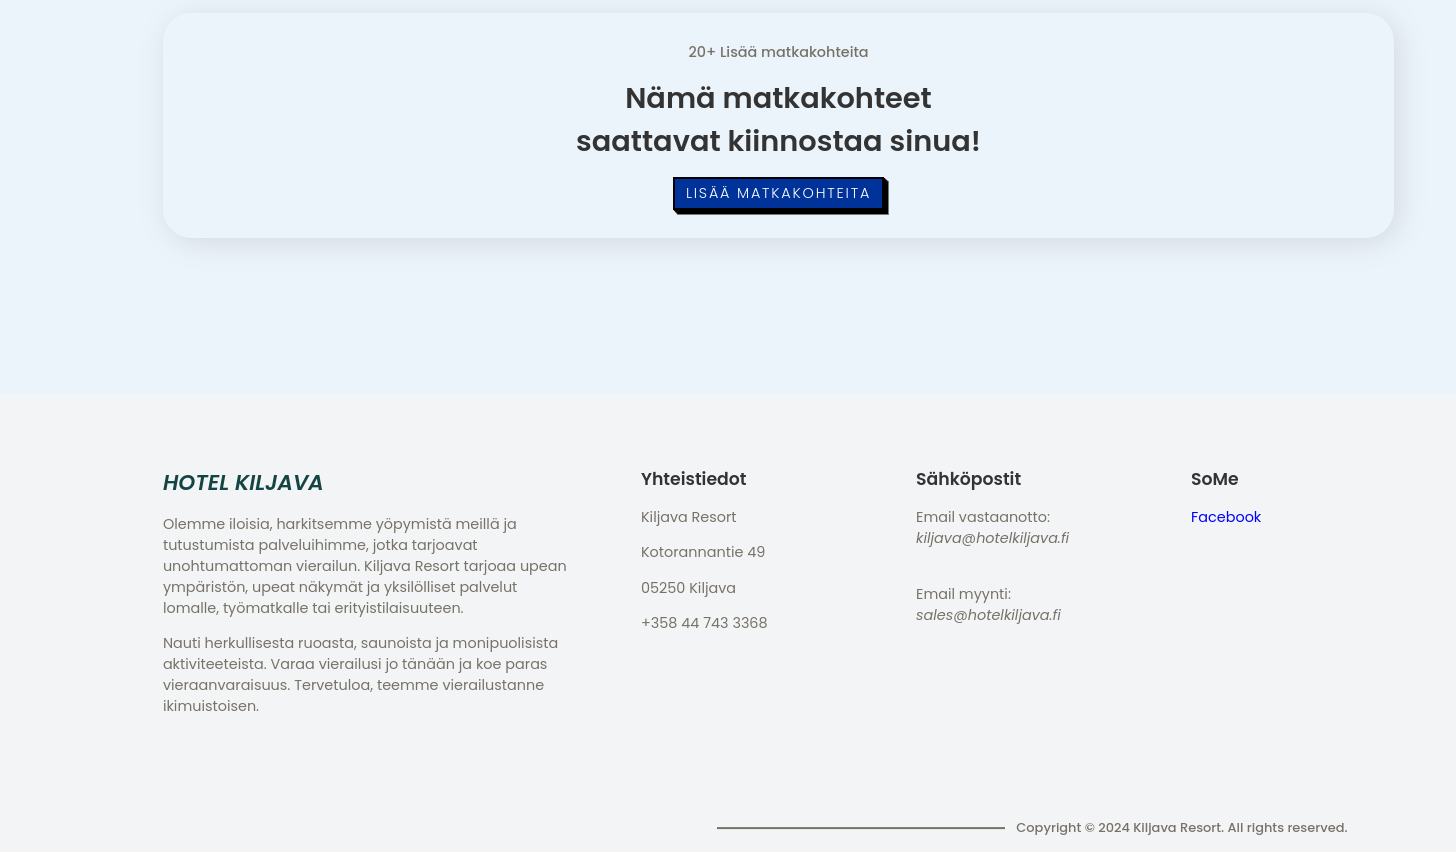 20+ Lisää matkakohteita
Nämä matkakohteet
saattavat kiinnostaa sinua!
LISÄÄ MATKAKOHTEITA
HOTEL KILJAVA
Olemme iloisia, harkitsemme yöpymistä meillä ja
tutustumista palveluihimme, jotka tarjoavat
unohtumattoman vierailun. Kiljava Resort tarjoaa upean
ympäristön, upeat näkymät ja yksilölliset palvelut
lomalle, työmatkalle tai erityistilaisuuteen.
Nauti herkullisesta ruoasta, saunoista ja monipuolisista
aktiviteeteista. Varaa vierailusi jo tänään ja koe paras
vieraanvaraisuus. Tervetuloa, teemme vierailustanne
ikimuistoisen.
Yhteistiedot
Kiljava Resort
Kotorannantie 49
05250 Kiljava
+358 44 743 3368
Sähköpostit
Email vastaanotto:
kiljava@hotelkiljava.fi
Email myynti:
sales@hotelkiljava.fi
SoMe
Facebook
Copyright © 2024 Kiljava Resort. All rights reserved.